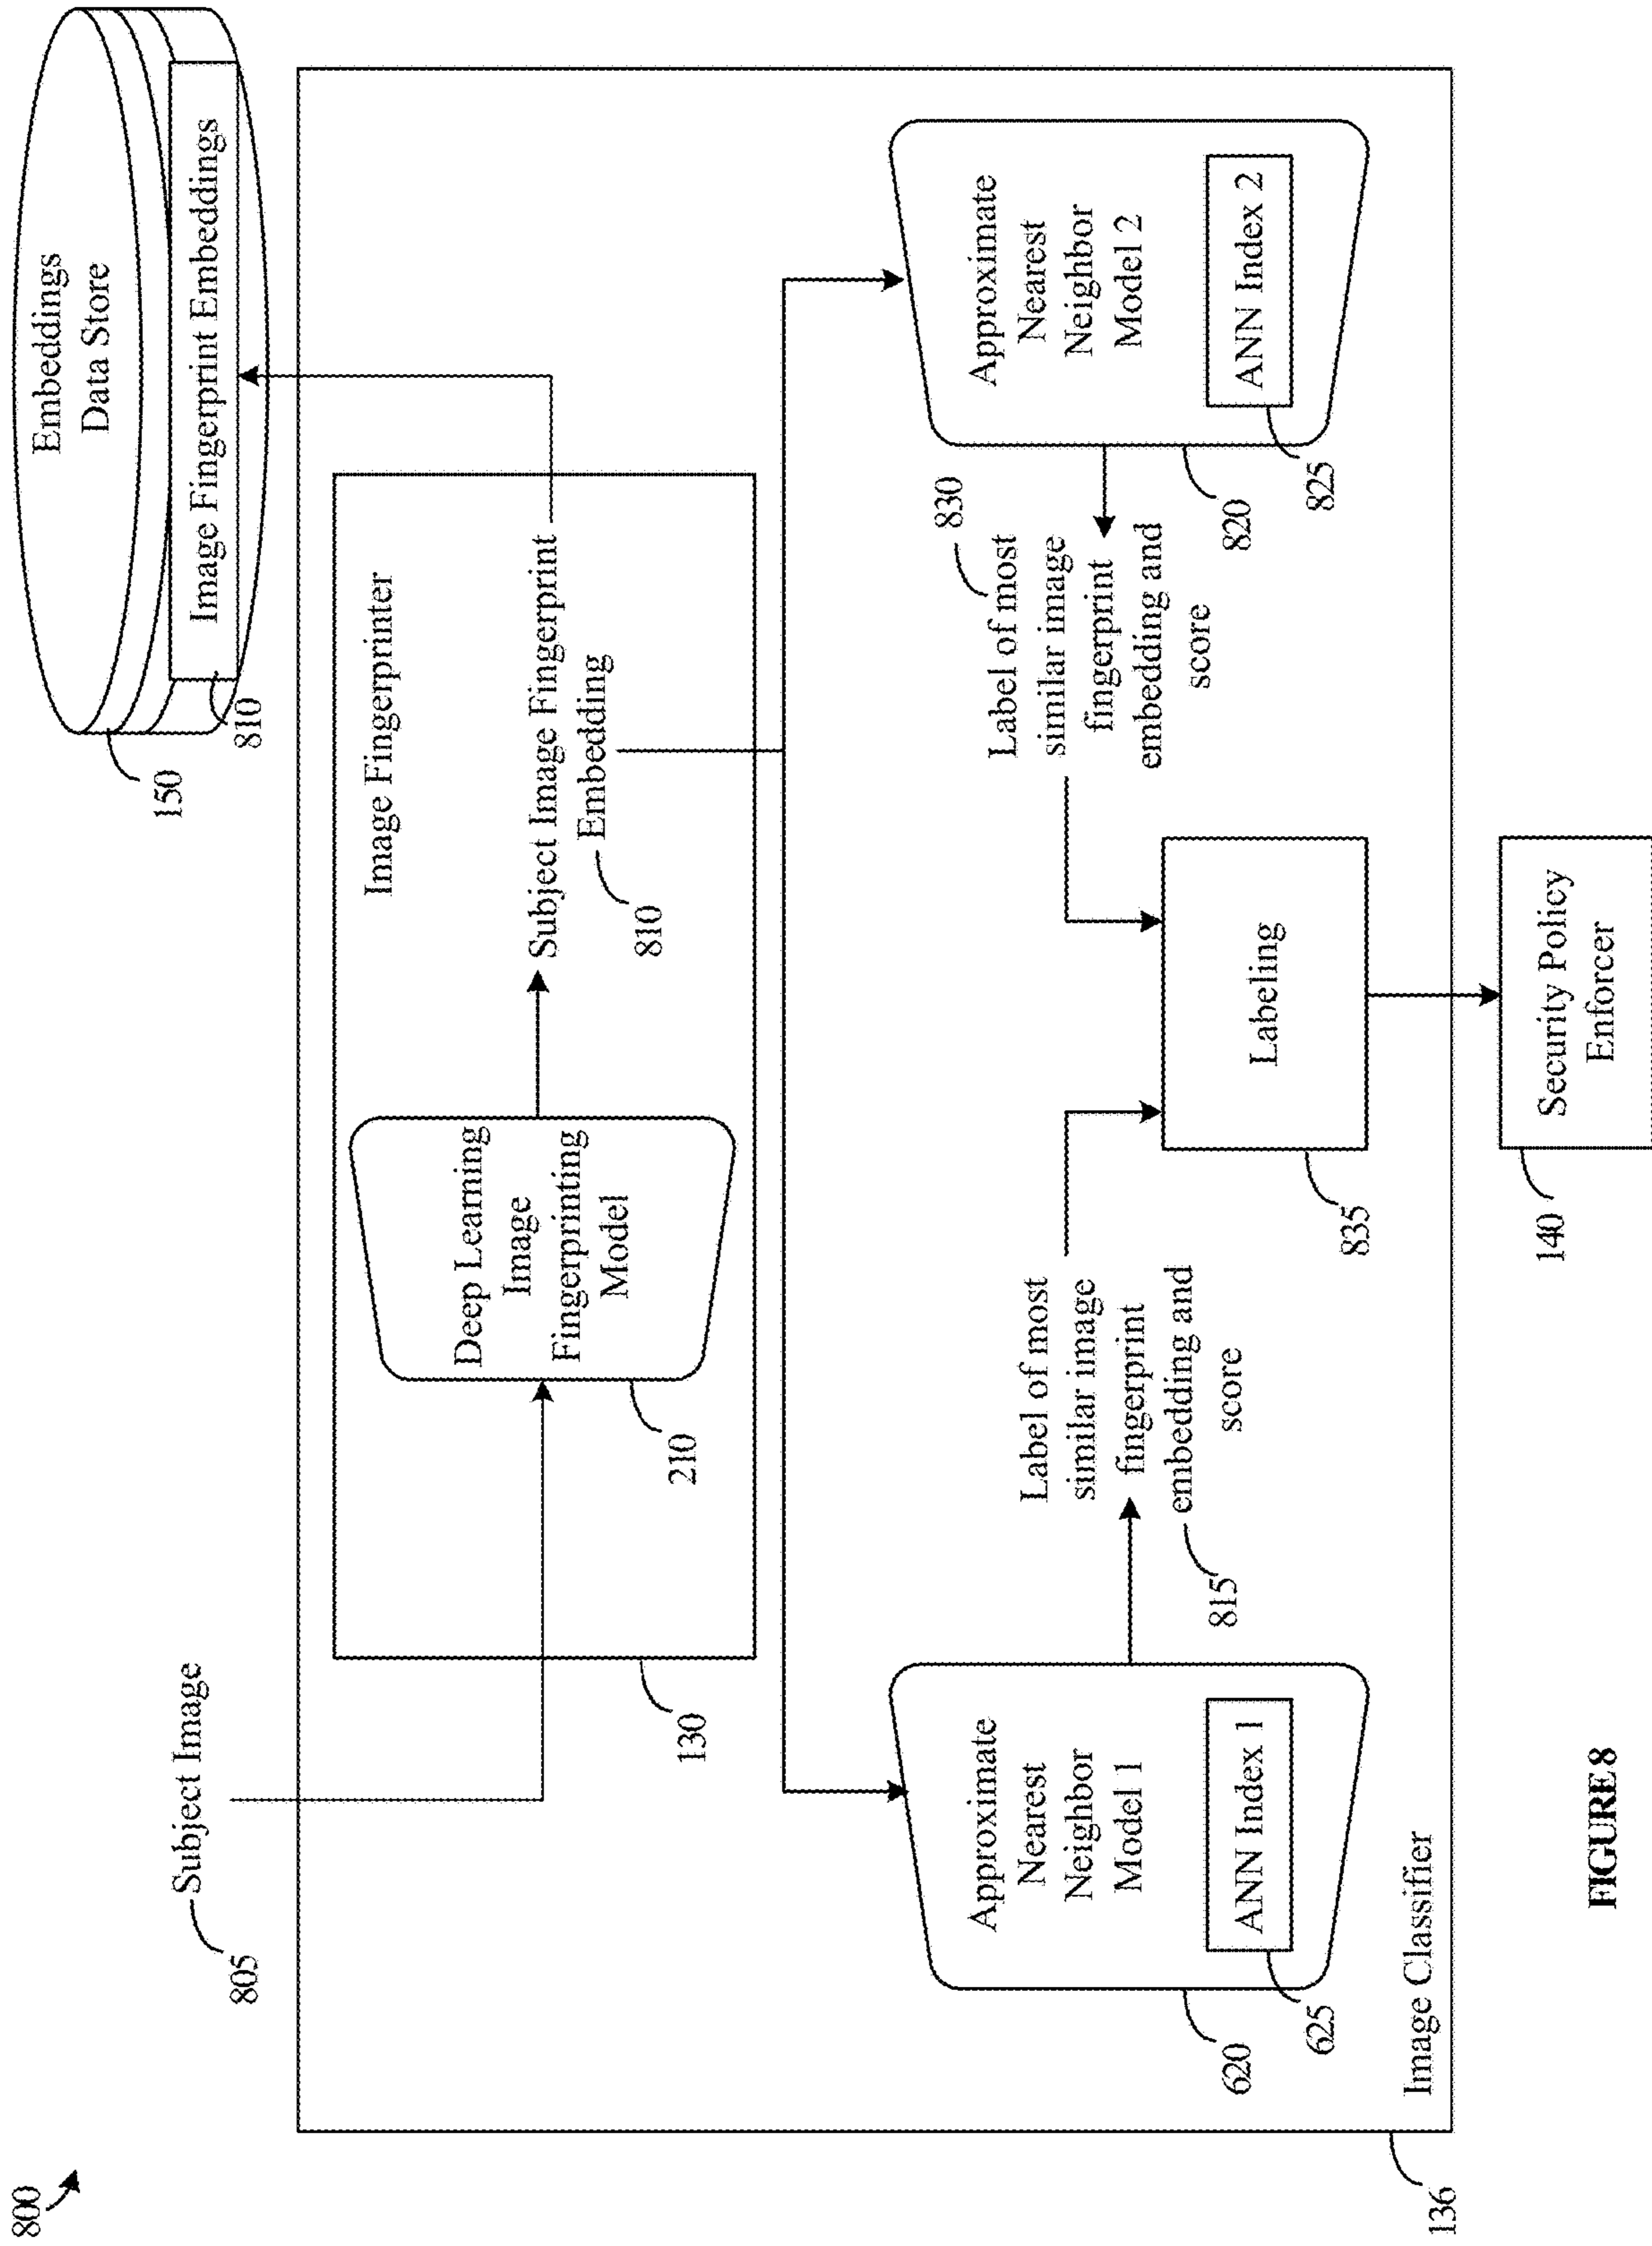 800
805
Subject Image
Embeddings
Data Store
Image Fingerprint Embeddings
150
810
Image Fingerprinter
Deep Learning
Image
Fingerprinting
Model
210
Subject Image Fingerprint
Embedding
810
130
Approximate
Nearest
Neighbor
Model 1
ANN Index 1
620
625
Label of most
similar image
fingerprint
embedding and
score
815
Labeling
835
Label of most
similar image
fingerprint
embedding and
score
830
Approximate
Nearest
Neighbor
Model 2
ANN Index 2
820
825
Image Classifier
136
Security Policy
Enforcer
140
FIGURE 8